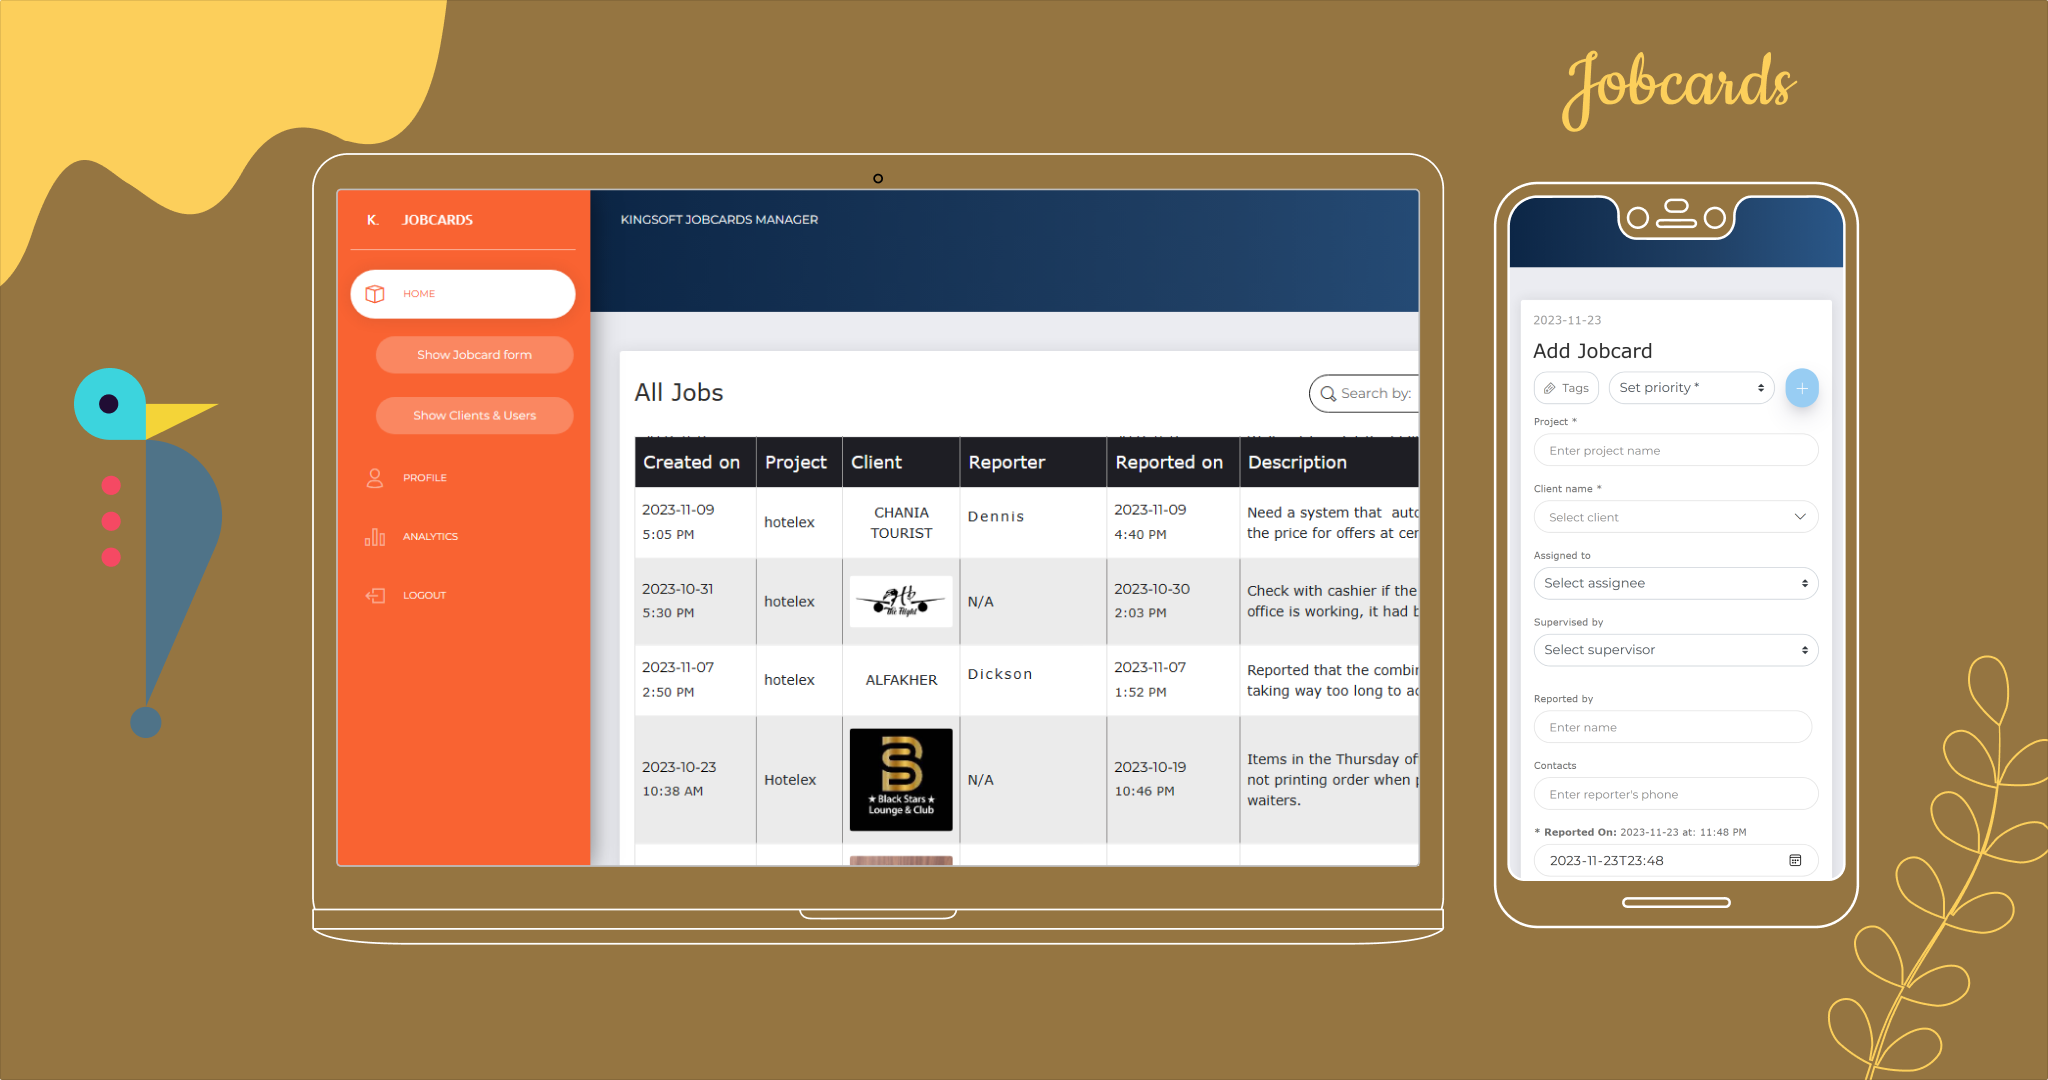 Jobcards
K. JOBCARDS
HOME
Show Jobcard form
Show Clients & Users
PROFILE
ANALYTICS
LOGOUT
KINGSOFT JOBCARDS MANAGER
All Jobs
Search by:
Created on Project Client Reporter Reported on Description
2023-11-09
5:05 PM
hotelex
CHANIA
TOURIST
Dennis
2023-11-09
4:40 PM
Need a system that auto
the price for offers at cer
2023-10-31
5:30 PM
hotelex
Hb
The Flight
N/A
2023-10-30
2:03 PM
Check with cashier if the
office is working, it had b
2023-11-07
2:50 PM
hotelex
ALFAKHER
Dickson
2023-11-07
1:52 PM
Reported that the combin
taking way too long to ac
2023-10-23
10:38 AM
Hotelex
★ Black Stars ★
Lounge & Club
N/A
2023-10-19
10:46 PM
Items in the Thursday of
not printing order when p
waiters.
2023-11-23
Add Jobcard
Tags
Set priority *
+
Project *
Enter project name
Client name *
Select client
Assigned to
Select assignee
Supervised by
Select supervisor
Reported by
Enter name
Contacts
Enter reporter's phone
* Reported On: 2023-11-23 at: 11:48 PM
2023-11-23T23:48